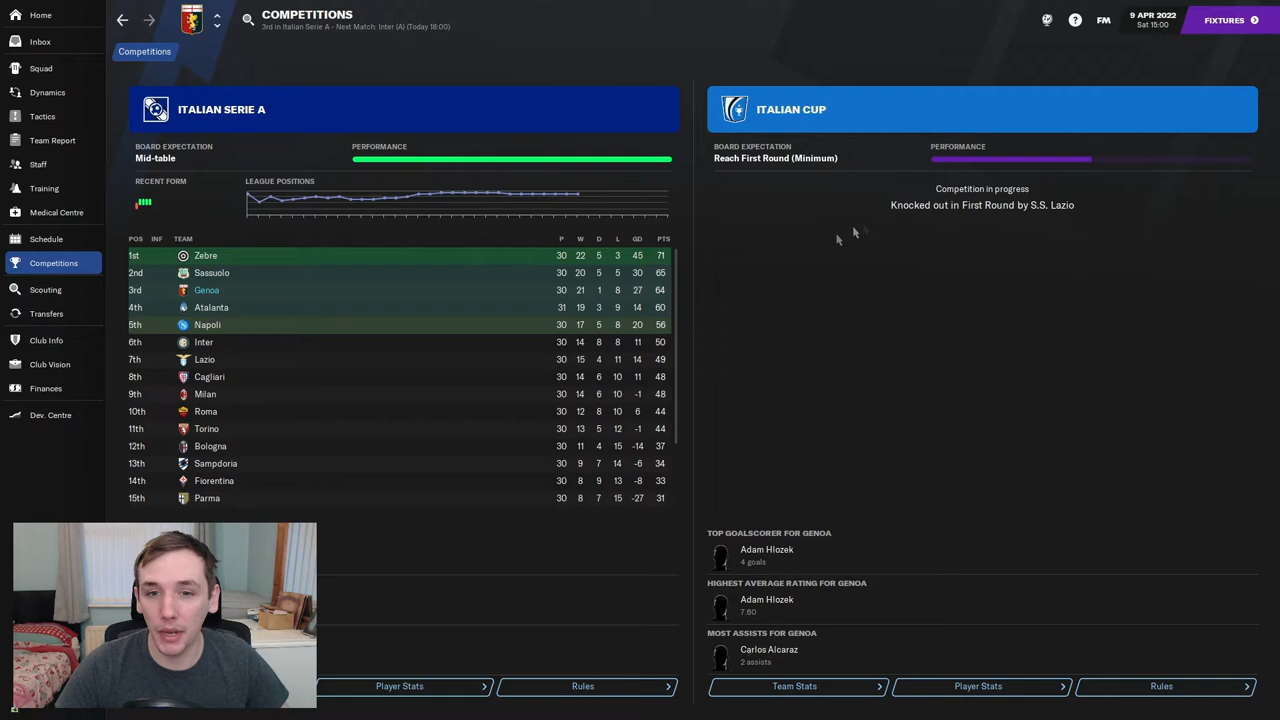 Home
Inbox
Squad
Dynamics
Tactics
Team Report
Staff
Training
Medical Centre
Schedule
Competitions
Scouting
Transfers
Club Info
Club Vision
Finances
Dev. Centre
COMPETITIONS
3rd in Italian Serie A - Next Match: Inter (A) (Today 18:00)
?
FM
9 APR 2022
Sat 15:00
FIXTURES
Competitions
ITALIAN SERIE A
BOARD EXPECTATION
Mid-table
PERFORMANCE
RECENT FORM
LEAGUE POSITIONS
POS INF TEAM P W D L GD PTS
1st Zebre 30 22 5 3 45 71
2nd Sassuolo 30 20 5 5 30 65
3rd Genoa 30 21 1 8 27 64
4th Atalanta 31 19 3 9 14 60
5th Napoli 30 17 5 8 20 56
6th Inter 30 14 8 8 11 50
7th Lazio 30 15 4 11 14 49
8th Cagliari 30 14 6 10 11 48
9th Milan 30 14 6 10 -1 48
10th Roma 30 12 8 10 6 44
11th Torino 30 13 5 12 -1 44
12th Bologna 30 11 4 15 -14 37
13th Sampdoria 30 9 7 14 -6 34
14th Fiorentina 30 8 9 13 -8 33
15th Parma 30 8 7 15 -27 31
Player Stats
Rules
ITALIAN CUP
BOARD EXPECTATION
Reach First Round (Minimum)
PERFORMANCE
Competition in progress
Knocked out in First Round by S.S. Lazio
TOP GOALSCORER FOR GENOA
Adam Hlozek
4 goals
HIGHEST AVERAGE RATING FOR GENOA
Adam Hlozek
7.60
MOST ASSISTS FOR GENOA
Carlos Alcaraz
2 assists
Team Stats
Player Stats
Rules